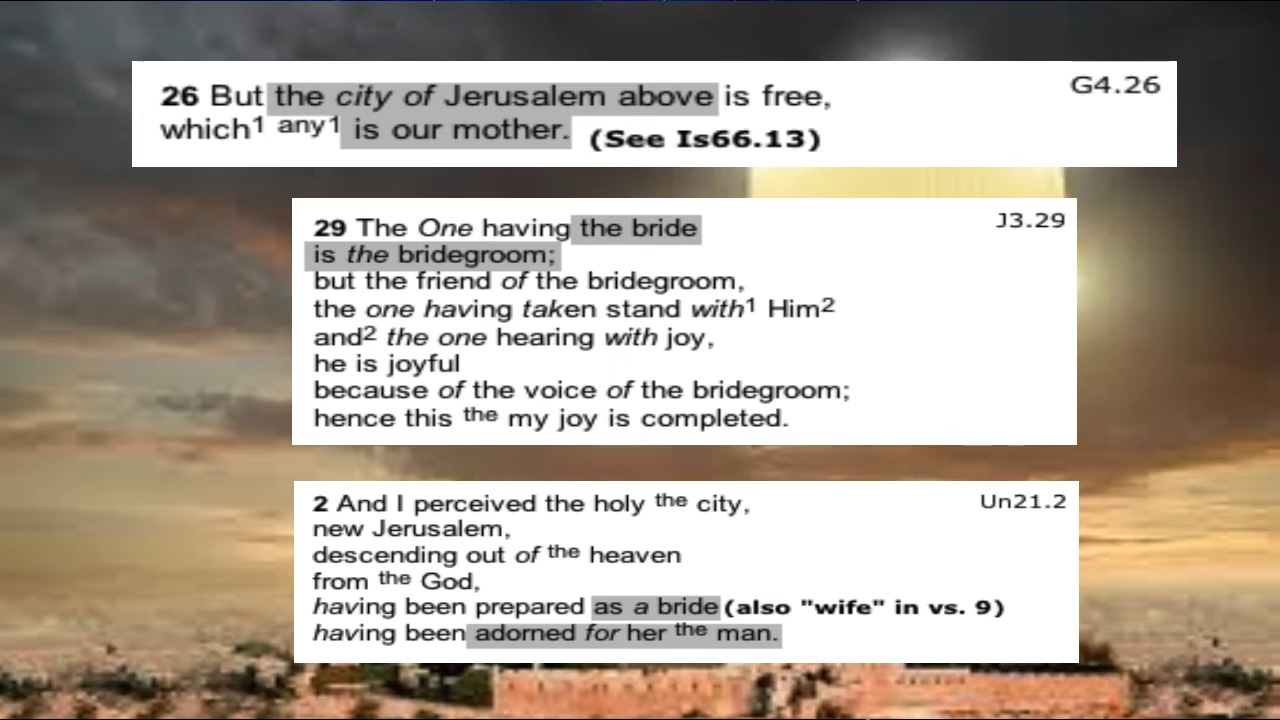 26 But the city of Jerusalem above is free, G4.26
which1 any1 is our mother. (See Is66.13)
29 The One having the bride J3.29
is the bridegroom;
but the friend of the bridegroom,
the one having taken stand with1 Him2
and2 the one hearing with joy,
he is joyful
because of the voice of the bridegroom;
hence this the my joy is completed.
2 And I perceived the holy the city, Un21.2
new Jerusalem,
descending out of the heaven
from the God,
having been prepared as a bride (also "wife" in vs. 9)
having been adorned for her the man.